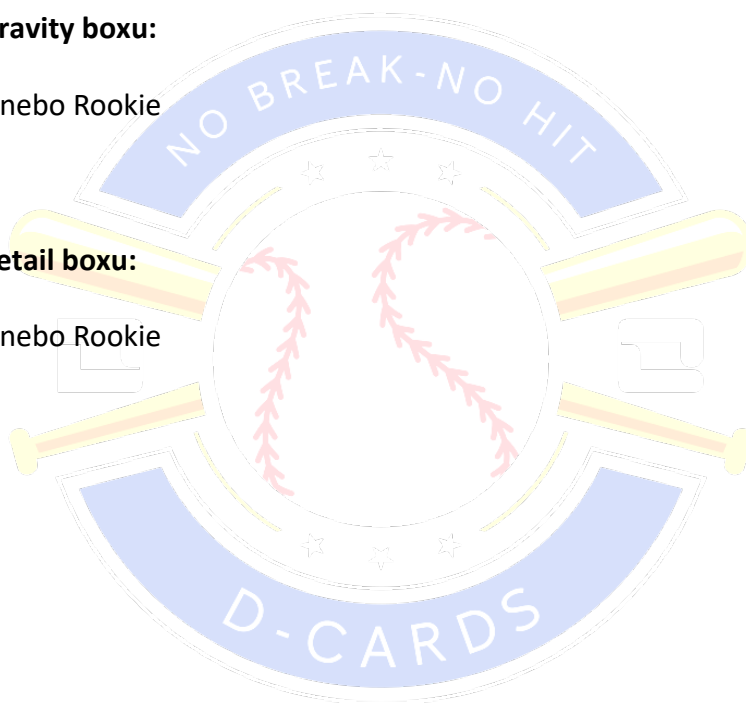 ravity boxu:
NO BREAK-NO HIT
nebo Rookie
etail boxu:
nebo Rookie
D-CARDS